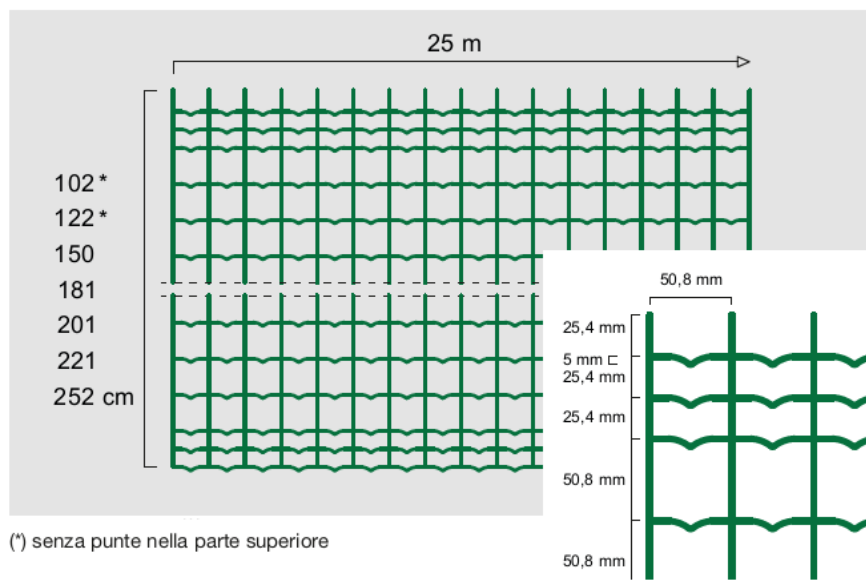 25 m
102 *
122 *
150
181
201
221
252 cm
50,8 mm
25,4 mm
5 mm
25,4 mm
25,4 mm
50,8 mm
50,8 mm
(*) senza punte nella parte superiore